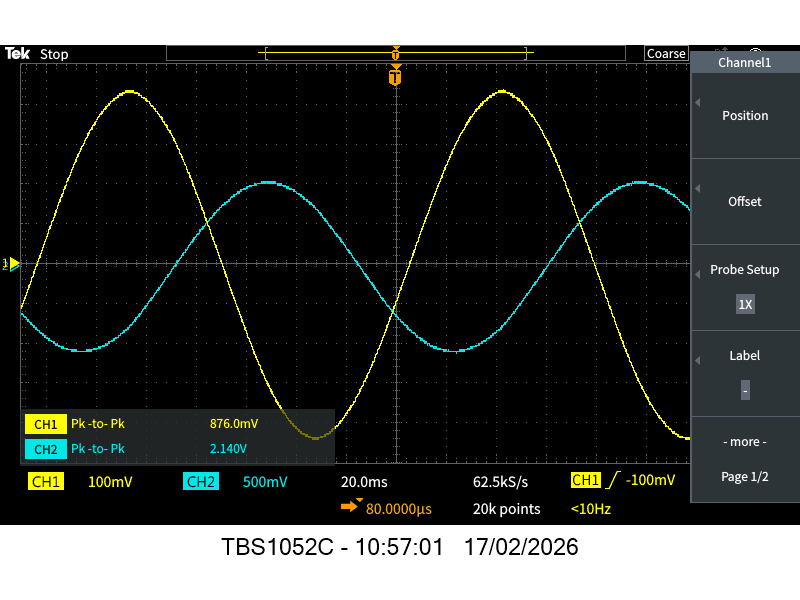 Tek Stop T Coarse
T
Channel1
Position
Offset
Probe Setup
1X
Label
-
- more -
Page 1/2
1
2
CH1 Pk -to- Pk 876.0mV
CH2 Pk -to- Pk 2.140V
CH1 100mV CH2 500mV 20.0ms 62.5kS/s CH1 -100mV
80.0000µs 20k points <10Hz
TBS1052C - 10:57:01 17/02/2026